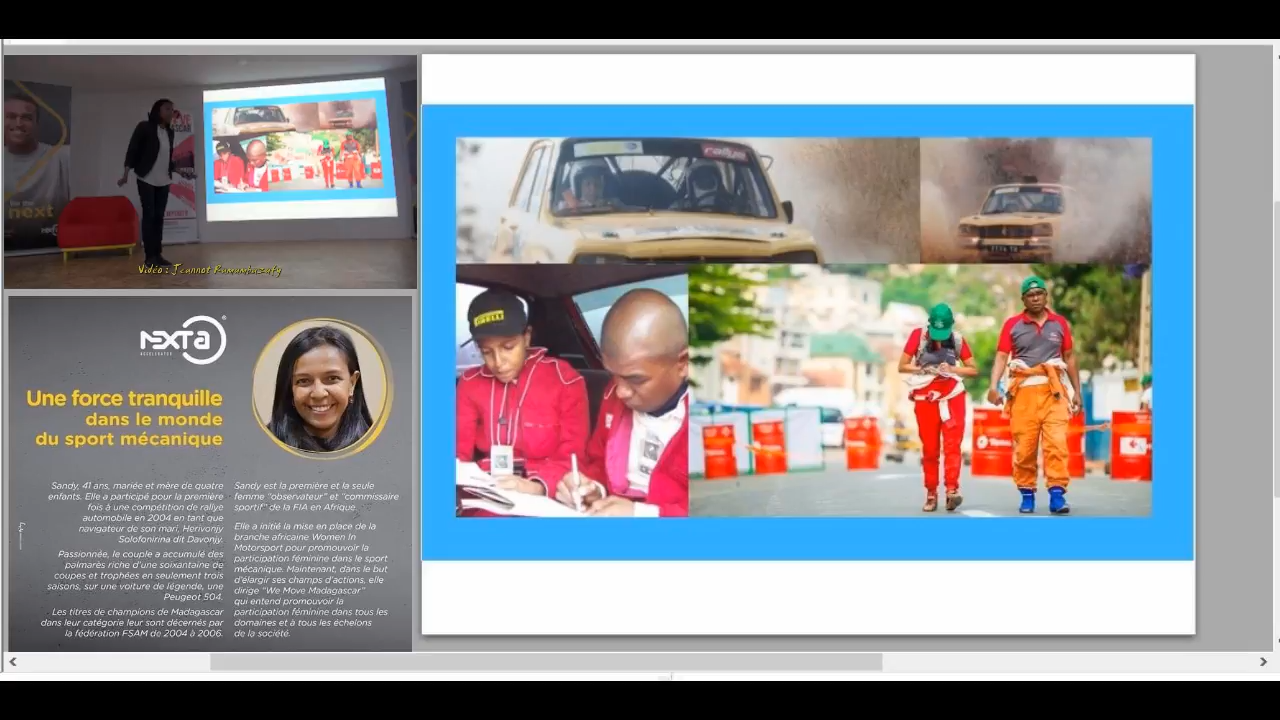 next
Vidéo : Jeannot Ramambazafy
NEXTA
ACCELERATOR
Une force tranquille
dans le monde
du sport mécanique
Sandy, 41 ans, mariée et mère de quatre
enfants. Elle a participé pour la première
fois à une compétition de rallye
automobile en 2004 en tant que
navigateur de son mari, Herivonjy
Solofonirina dit Davonjy.
Passionnée, le couple a accumulé des
palmarès riche d'une soixantaine de
coupes et trophées en seulement trois
saisons, sur une voiture de légende, une
Peugeot 504.
Les titres de champions de Madagascar
dans leur catégorie leur sont décernés par
la fédération FSAM de 2004 à 2006.
Sandy est la première et la seule
femme "observateur" et "commissaire
sportif" de la FIA en Afrique.
Elle a initié la mise en place de la
branche africaine Women In
Motorsport pour promouvoir la
participation féminine dans le sport
mécanique. Maintenant, dans le but
d'élargir ses champs d'actions, elle
dirige "We Move Madagascar"
qui entend promouvoir la
participation féminine dans tous les
domaines et à tous les échelons
de la société.
rallye
PIRELLI
Total